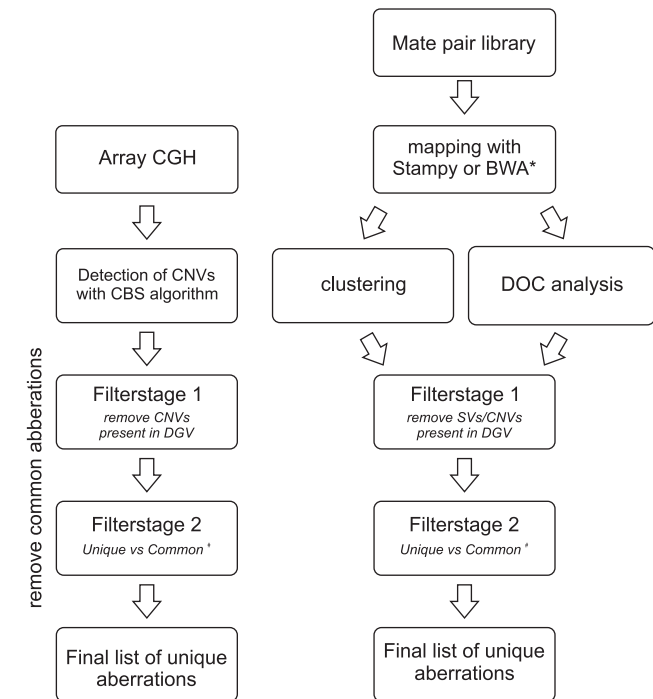 Mate pair library
mapping with
Stampy or BWA*
Array CGH
Detection of CNVs
with CBS algorithm
clustering
DOC analysis
remove common abberations
Filterstage 1
remove CNVs
present in DGV
Filterstage 1
remove SVs/CNVs
present in DGV
Filterstage 2
Unique vs Common #
Filterstage 2
Unique vs Common #
Final list of unique
aberrations
Final list of unique
aberrations